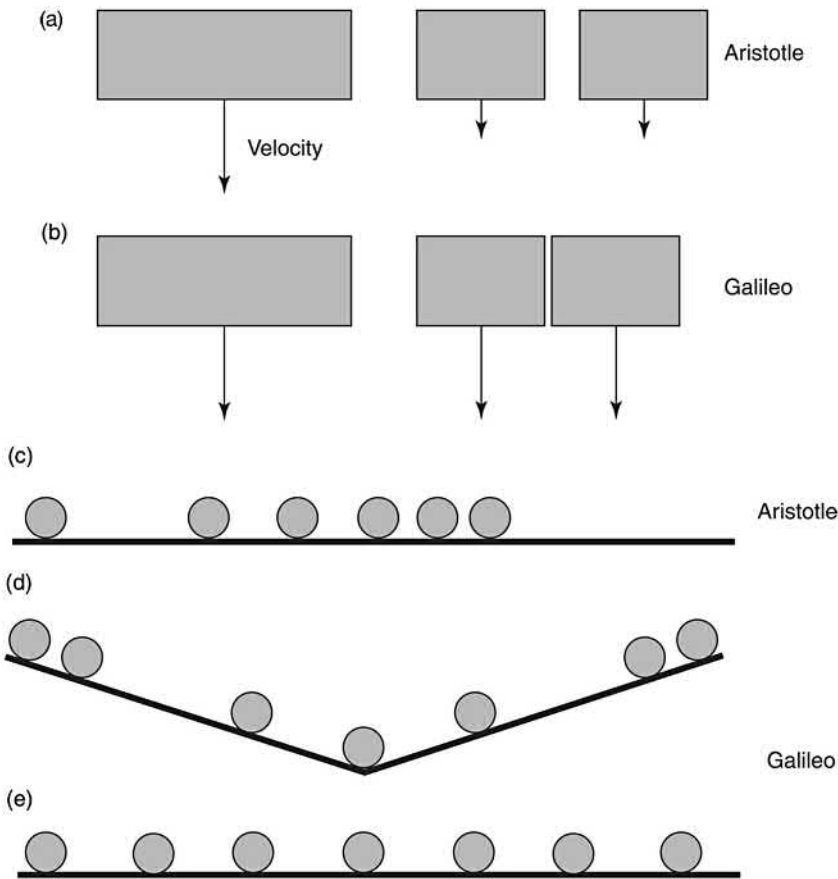 (a)
Aristotle
Velocity
(b)
Galileo
(c)
Aristotle
(d)
Galileo
(e)